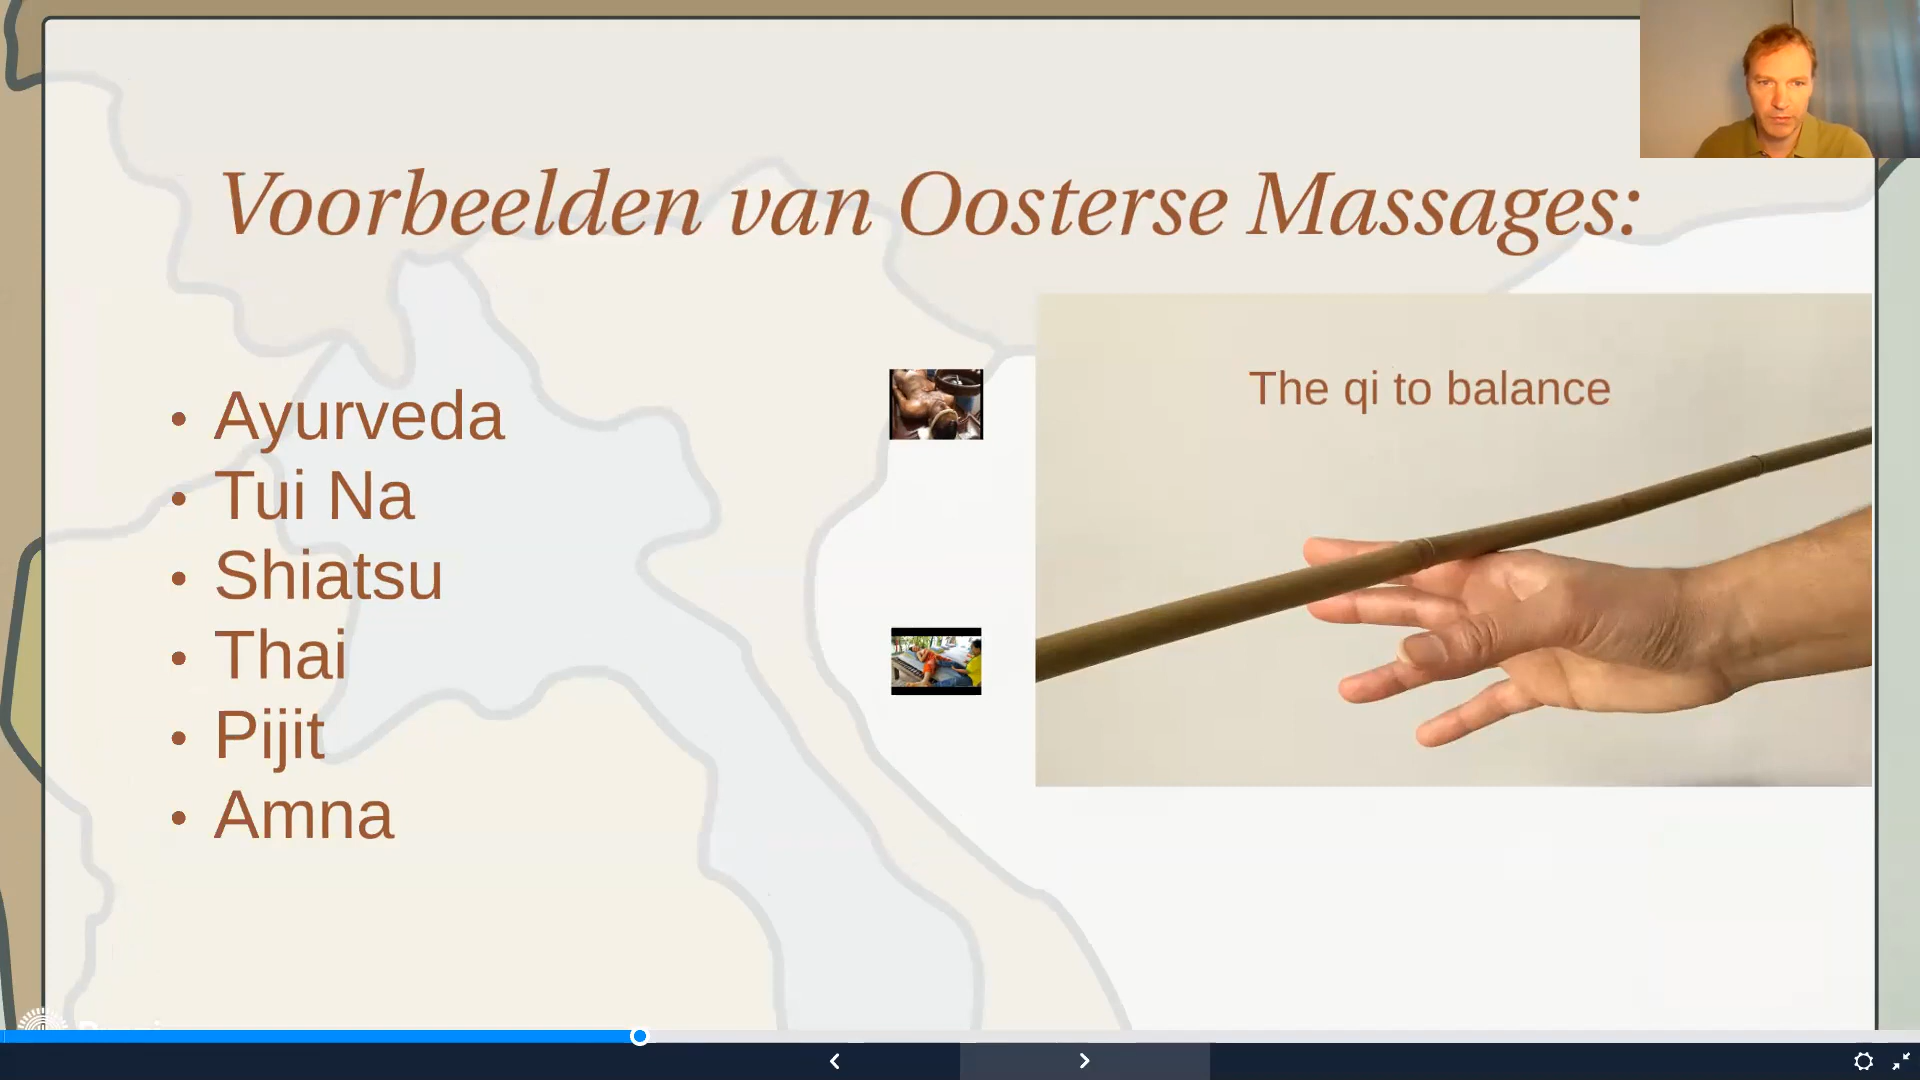 Voorbeelden van Oosterse Massages:
The qi to balance
• Ayurveda
• Tui Na
• Shiatsu
• Thai
• Pijit
• Amna